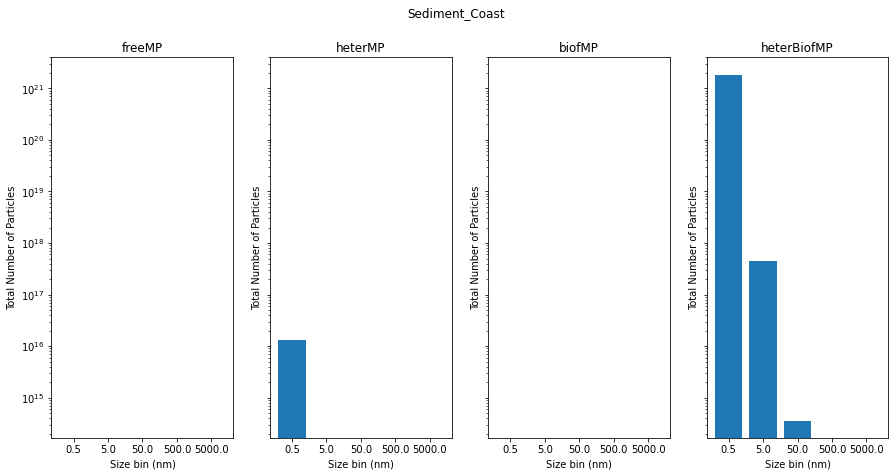 Sediment_Coast
freeMP
heterMP
biofMP
heterBiofMP
Total Number of Particles
10^21
10^20
10^19
10^18
10^17
10^16
10^15
0.5 5.0 50.0 500.0 5000.0
Size bin (nm)
Total Number of Particles
0.5 5.0 50.0 500.0 5000.0
Size bin (nm)
Total Number of Particles
0.5 5.0 50.0 500.0 5000.0
Size bin (nm)
Total Number of Particles
0.5 5.0 50.0 500.0 5000.0
Size bin (nm)